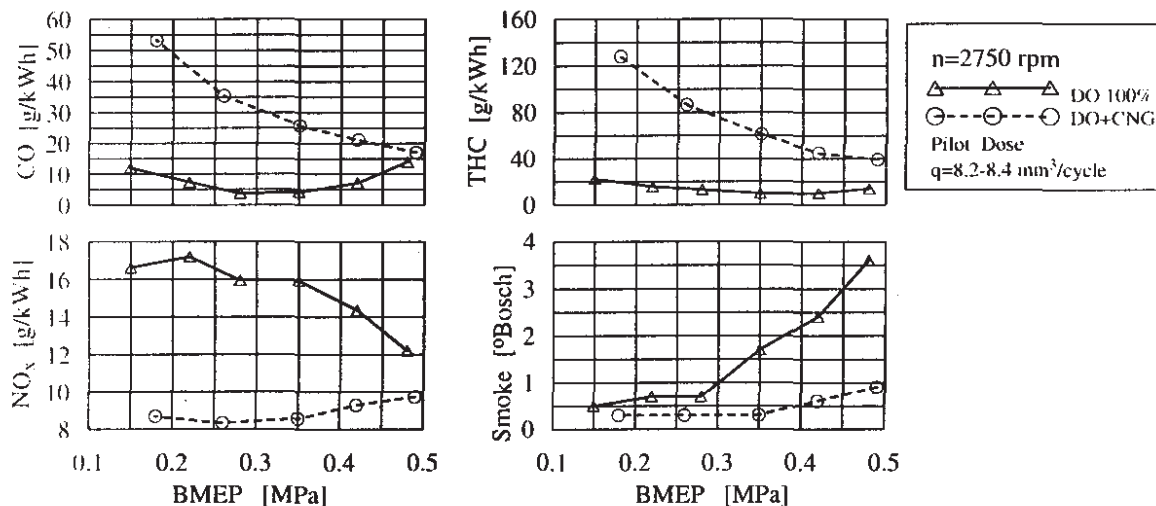 CO [g/kWh]
60
50
40
30
20
10
0
THC [g/kWh]
160
120
80
40
0
n=2750 rpm
DO 100%
DO+CNG
Pilot Dose
q=8.2-8.4 mm³/cycle
NOx [g/kWh]
18
16
14
12
10
8
0.1 0.2 0.3 0.4 0.5
BMEP [MPa]
Smoke [ºBosch]
4
3
2
1
0
0.1 0.2 0.3 0.4 0.5
BMEP [MPa]